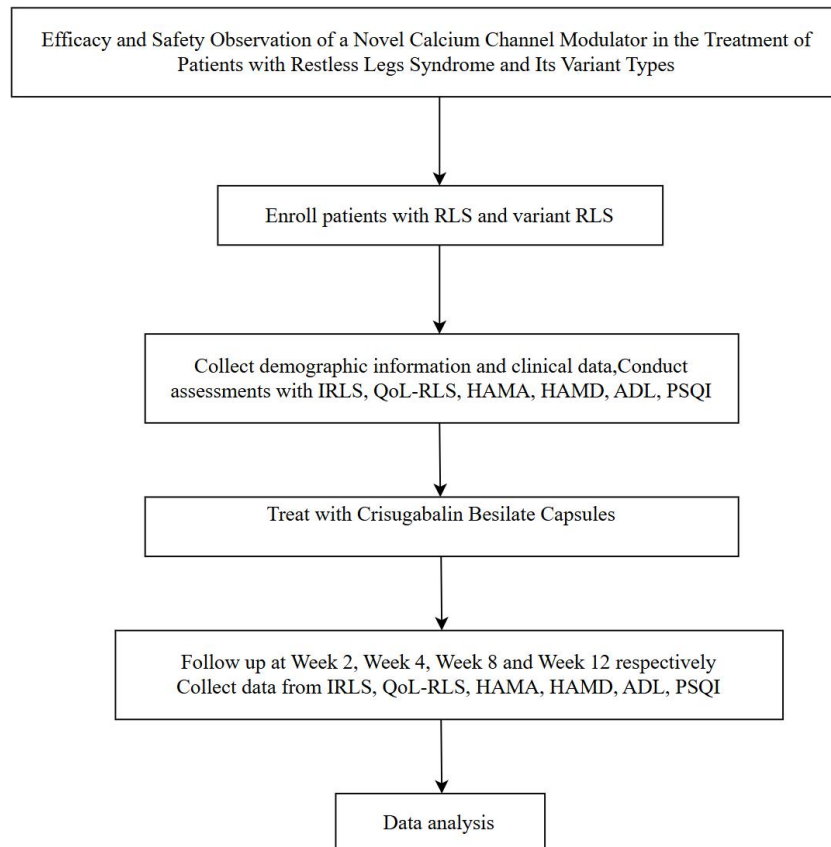 Efficacy and Safety Observation of a Novel Calcium Channel Modulator in the Treatment of
Patients with Restless Legs Syndrome and Its Variant Types
Enroll patients with RLS and variant RLS
Collect demographic information and clinical data,Conduct
assessments with IRLS, QoL-RLS, HAMA, HAMD, ADL, PSQI
Treat with Crisugabalin Besilate Capsules
Follow up at Week 2, Week 4, Week 8 and Week 12 respectively
Collect data from IRLS, QoL-RLS, HAMA, HAMD, ADL, PSQI
Data analysis